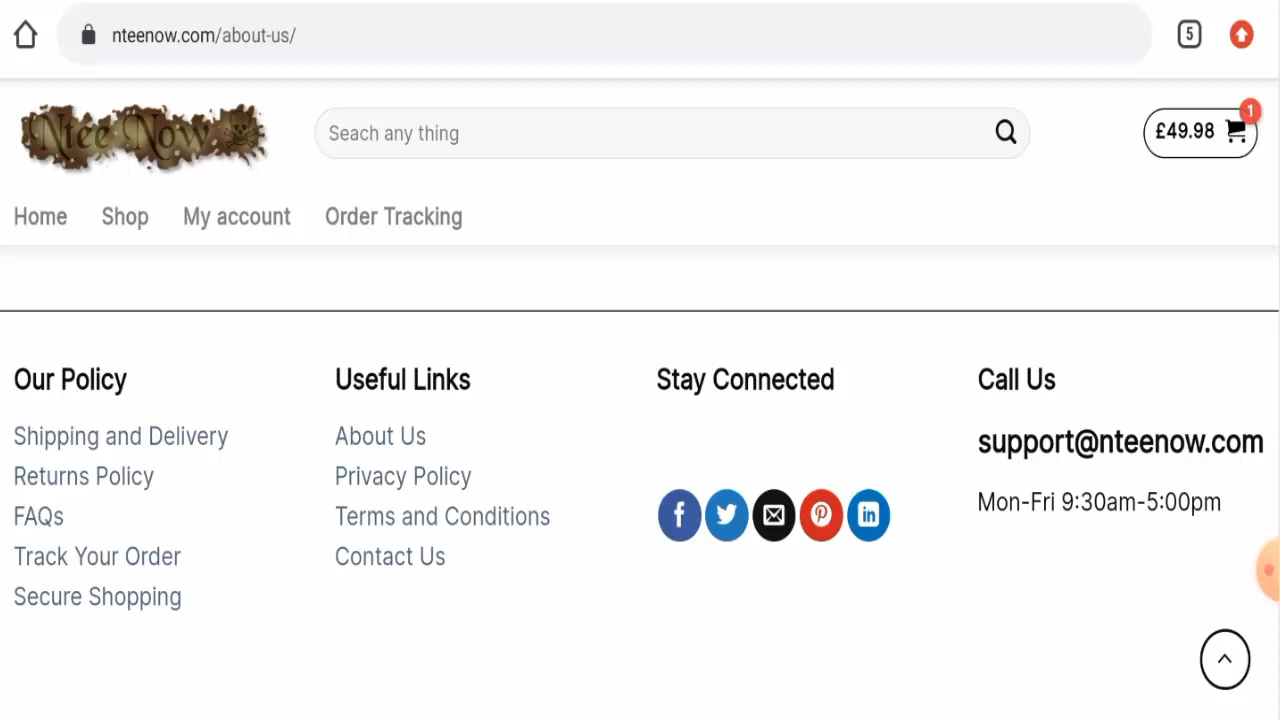 nteenow.com/about-us/
5
Ntee Now
Seach any thing
£49.98
1
Home
Shop
My account
Order Tracking
Our Policy
Shipping and Delivery
Returns Policy
FAQs
Track Your Order
Secure Shopping
Useful Links
About Us
Privacy Policy
Terms and Conditions
Contact Us
Stay Connected
Call Us
support@nteenow.com
Mon-Fri 9:30am-5:00pm